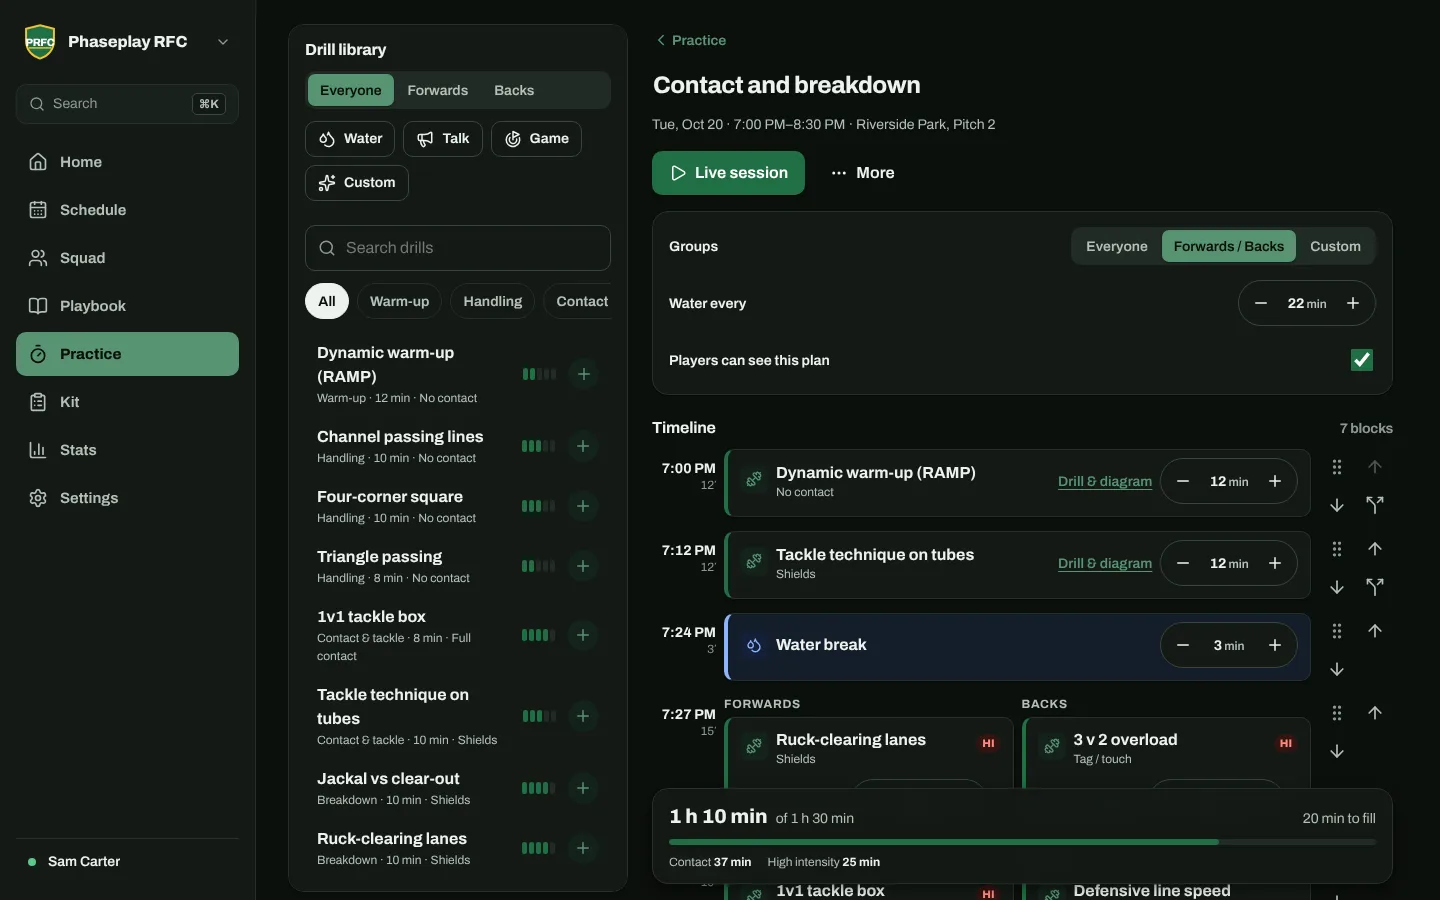 PRFC
Phaseplay RFC
Search ⌘K
Home
Schedule
Squad
Playbook
Practice
Kit
Stats
Settings
Sam Carter
Drill library
Everyone Forwards Backs
Water Talk Game
Custom
Search drills
All Warm-up Handling Contact
Dynamic warm-up
(RAMP)
Warm-up · 12 min · No contact
Channel passing lines
Handling · 10 min · No contact
Four-corner square
Handling · 10 min · No contact
Triangle passing
Handling · 8 min · No contact
1v1 tackle box
Contact & tackle · 8 min · Full
contact
Tackle technique on
tubes
Contact & tackle · 10 min · Shields
Jackal vs clear-out
Breakdown · 10 min · Shields
Ruck-clearing lanes
Breakdown · 10 min · Shields
Practice
Contact and breakdown
Tue, Oct 20 · 7:00 PM–8:30 PM · Riverside Park, Pitch 2
Live session ··· More
Groups Everyone Forwards / Backs Custom
Water every − 22 min +
Players can see this plan
Timeline 7 blocks
7:00 PM
12'
Dynamic warm-up (RAMP)
No contact
Drill & diagram − 12 min +
7:12 PM
12'
Tackle technique on tubes
Shields
Drill & diagram − 12 min +
7:24 PM
3'
Water break − 3 min +
7:27 PM
15'
FORWARDS BACKS
Ruck-clearing lanes HI
Shields
3 v 2 overload HI
Tag / touch
1 h 10 min of 1 h 30 min 20 min to fill
Contact 37 min High intensity 25 min
1v1 tackle box HI Defensive line speed